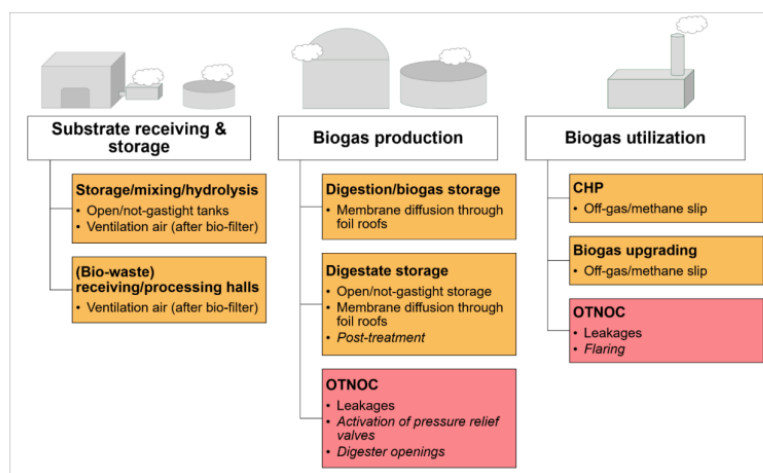 Substrate receiving &
storage
Storage/mixing/hydrolysis
• Open/not-gastight tanks
• Ventilation air (after bio-filter)
(Bio-waste)
receiving/processing halls
• Ventilation air (after bio-filter)
Biogas production
Digestion/biogas storage
• Membrane diffusion through
foil roofs
Digestate storage
• Open/not-gastight storage
• Membrane diffusion through
foil roofs
• Post-treatment
OTNOC
• Leakages
• Activation of pressure relief
valves
• Digester openings
Biogas utilization
CHP
• Off-gas/methane slip
Biogas upgrading
• Off-gas/methane slip
OTNOC
• Leakages
• Flaring